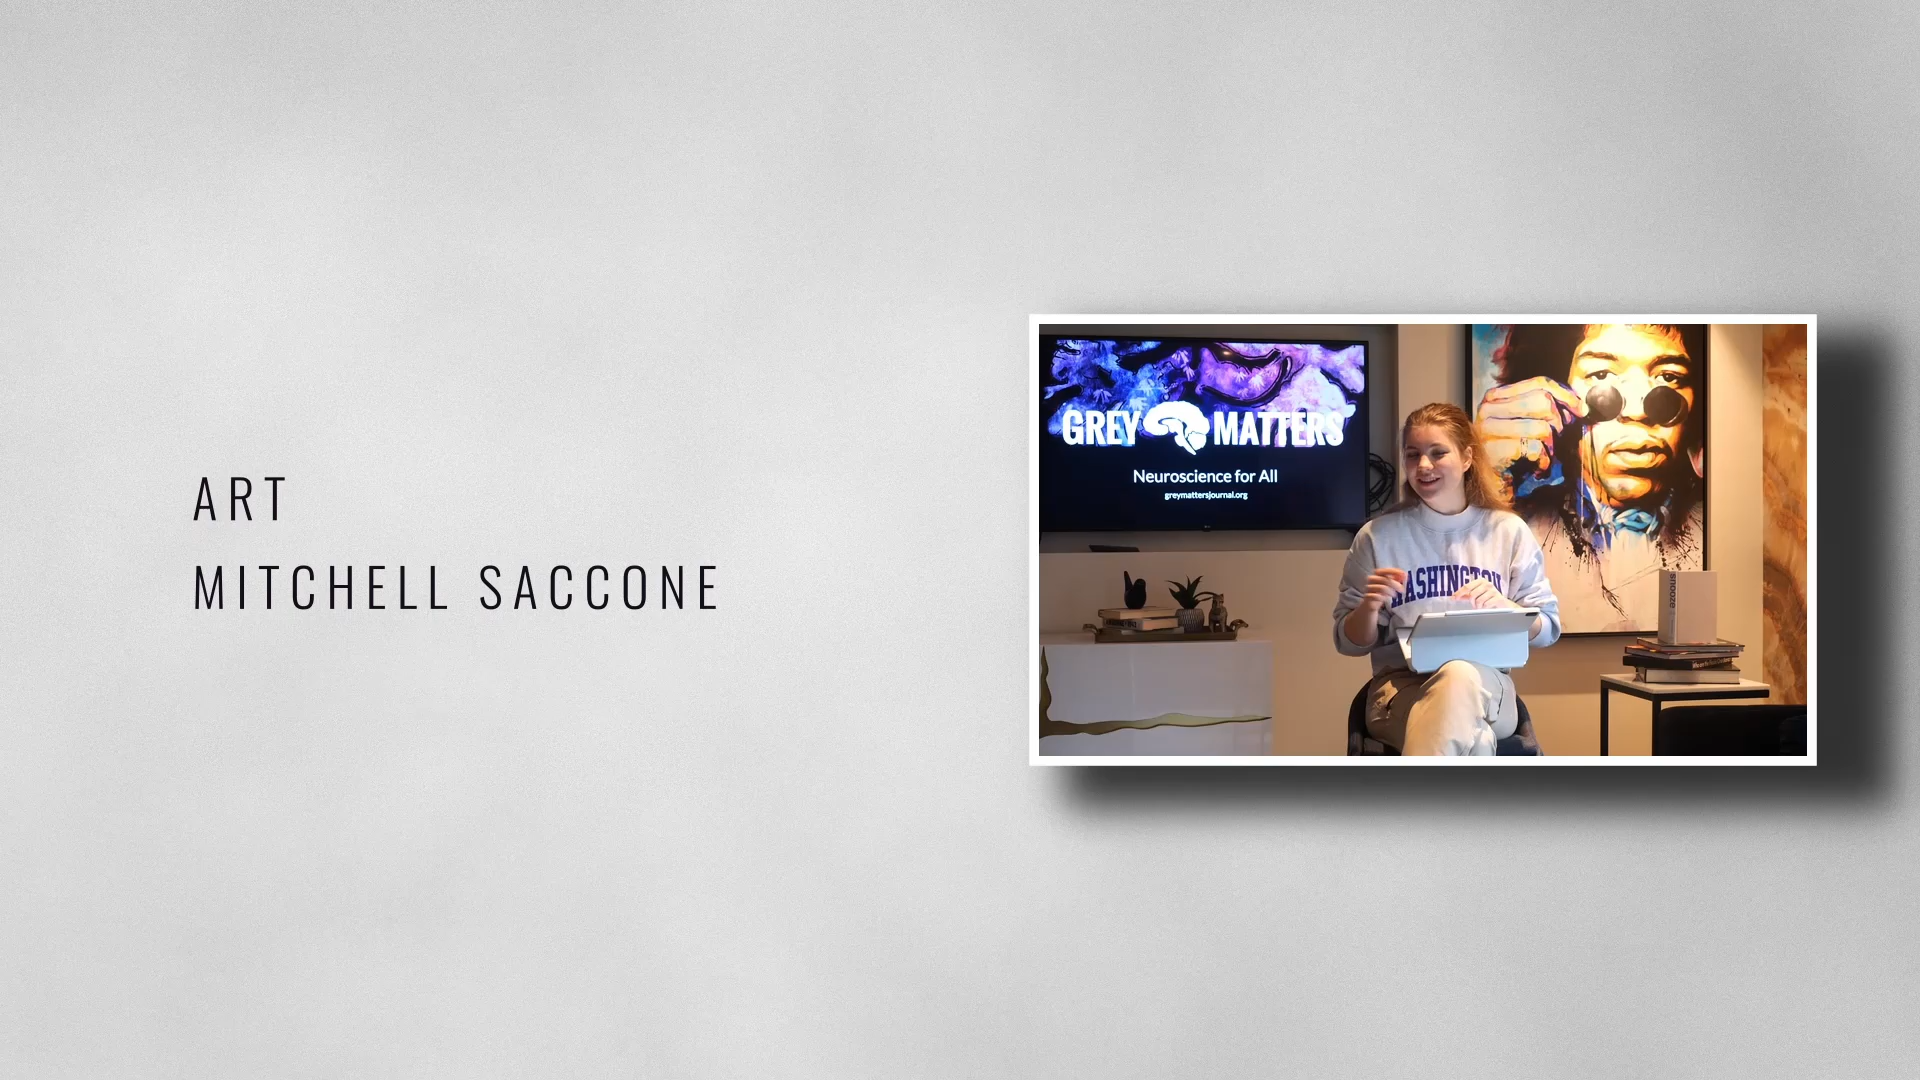 ART
MITCHELL SACCONE
GREY MATTERS
Neuroscience for All
greymattersjournal.org
WASHINGTON
snooze